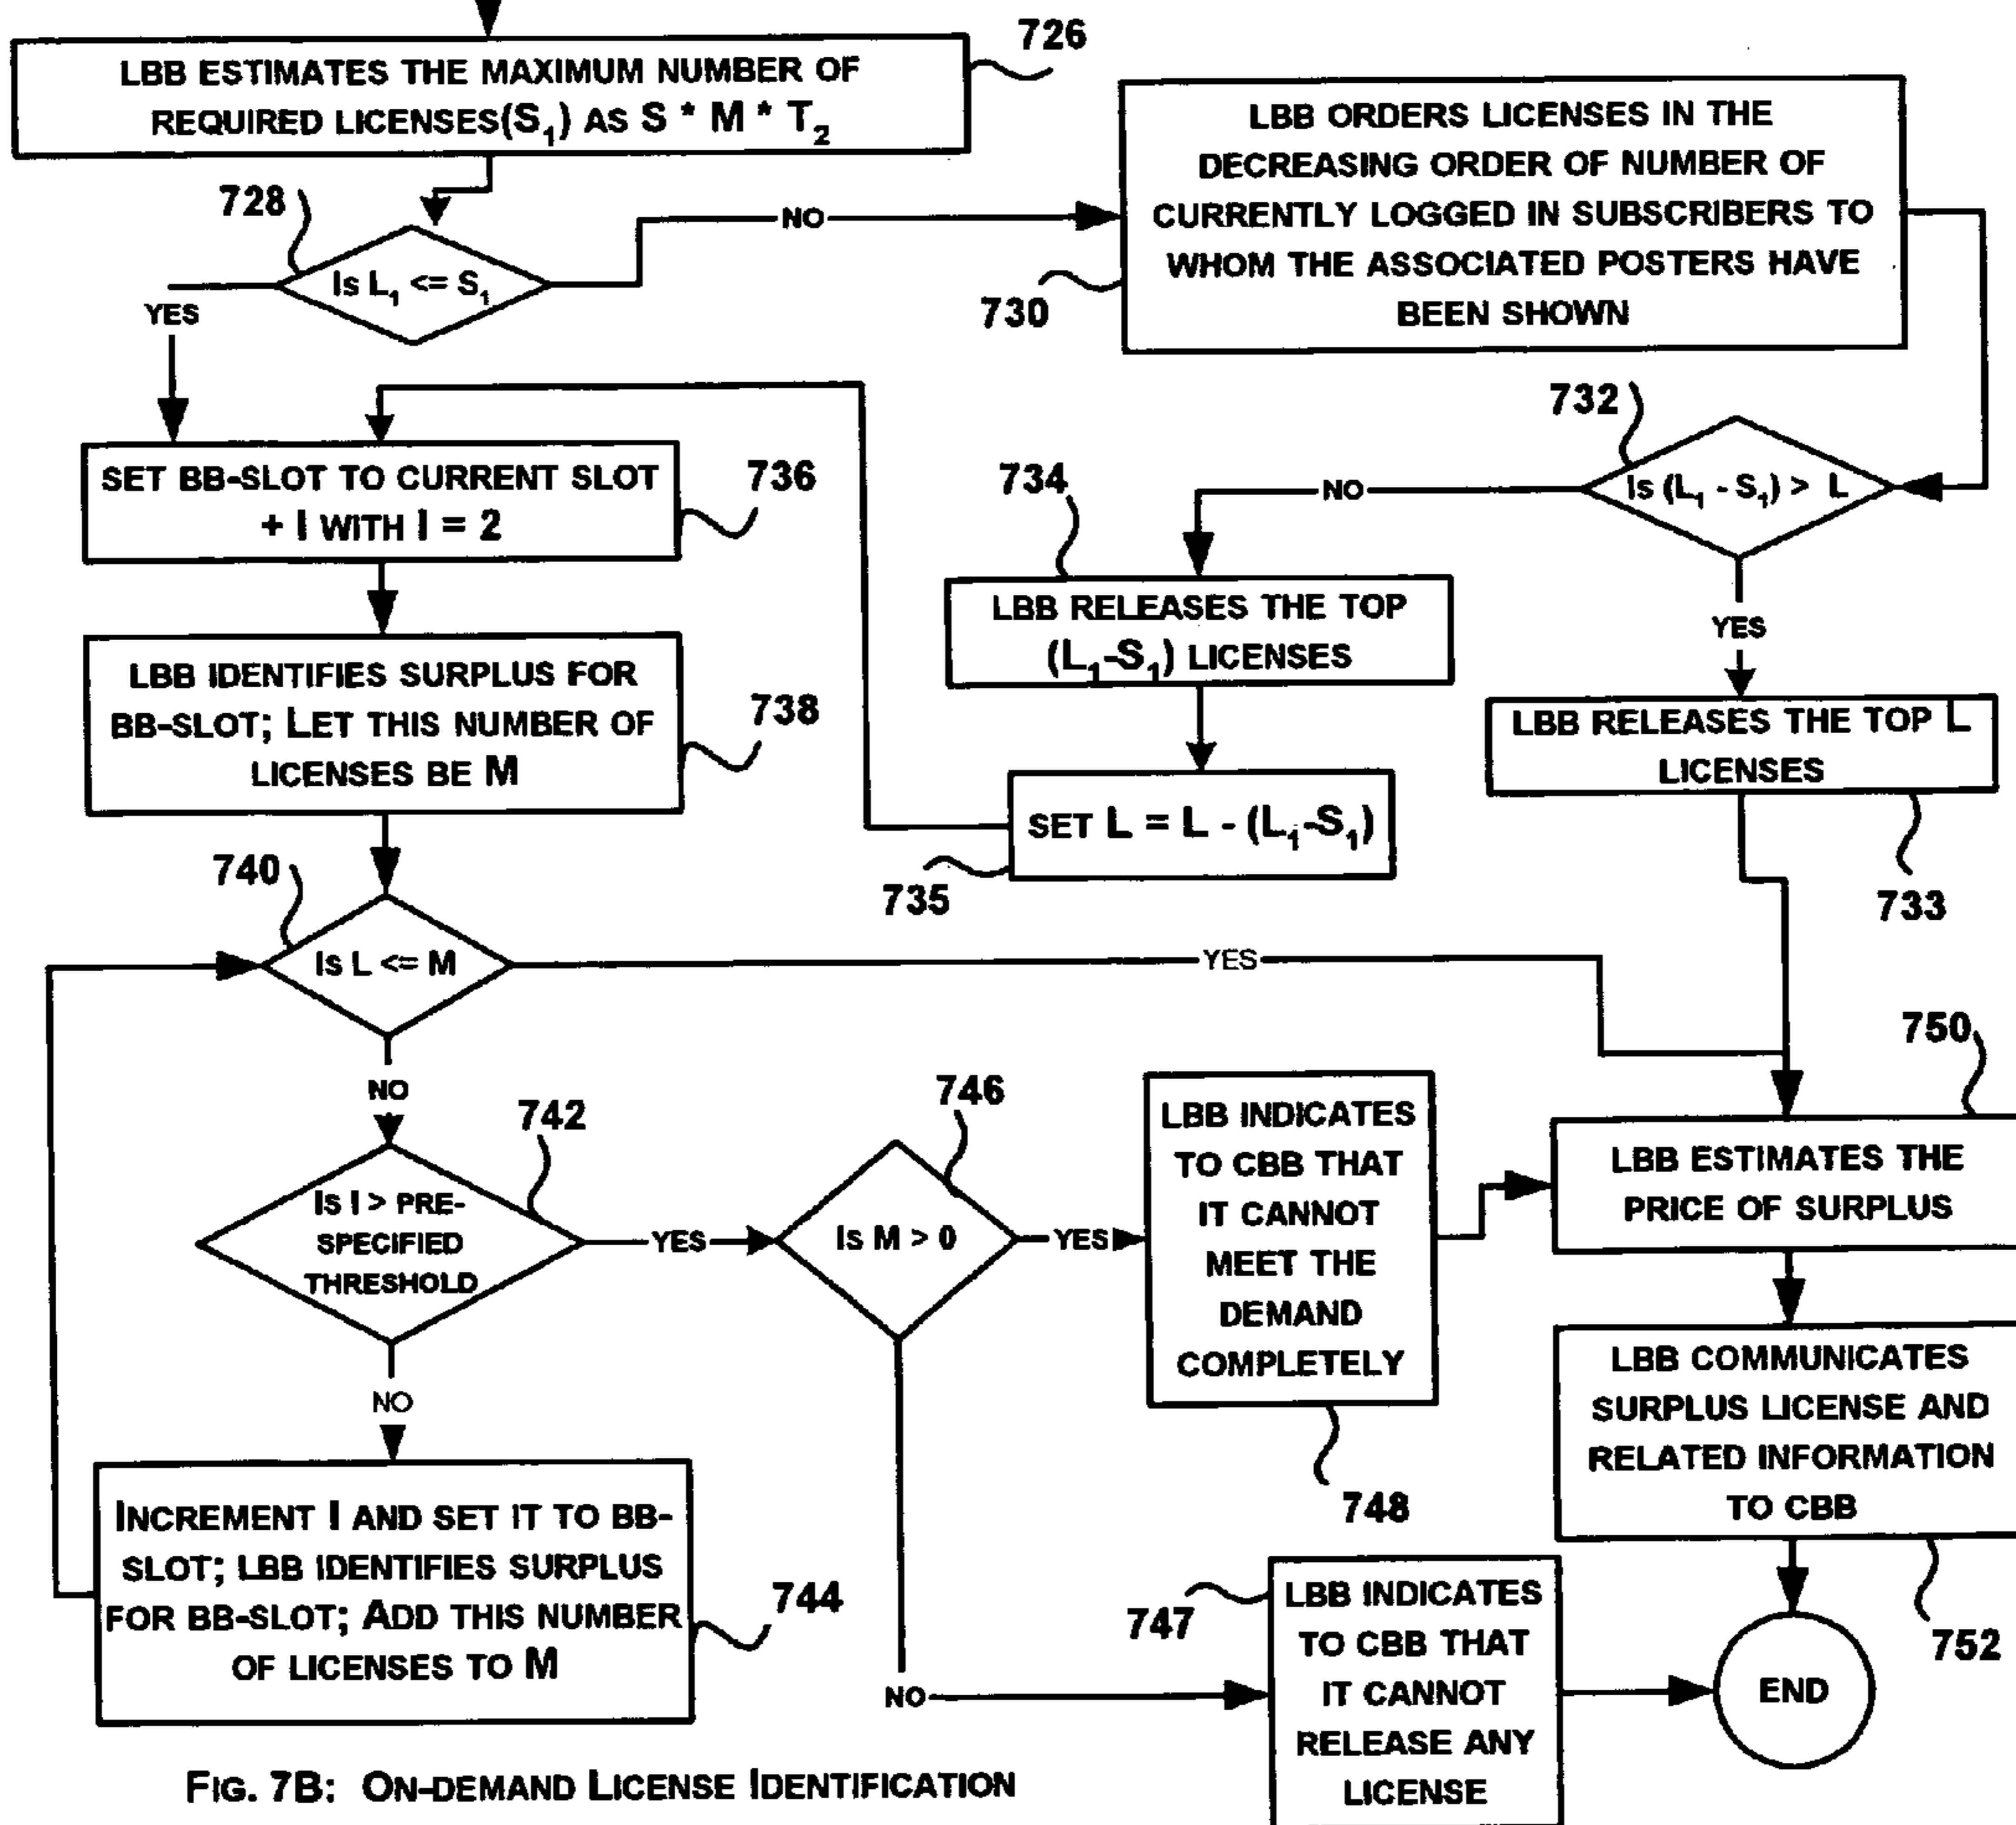 726
LBB ESTIMATES THE MAXIMUM NUMBER OF
REQUIRED LICENSES(S₁) AS S * M * T₂
728
Is L₁ <= S₁
NO
YES
LBB ORDERS LICENSES IN THE
DECREASING ORDER OF NUMBER OF
CURRENTLY LOGGED IN SUBSCRIBERS TO
WHOM THE ASSOCIATED POSTERS HAVE
BEEN SHOWN
730
732
Is (L₁ - S₁) > L
NO
YES
734
LBB RELEASES THE TOP
(L₁-S₁) LICENSES
SET L = L - (L₁-S₁)
735
LBB RELEASES THE TOP L
LICENSES
733
SET BB-SLOT TO CURRENT SLOT
+ I WITH I = 2
736
LBB IDENTIFIES SURPLUS FOR
BB-SLOT; LET THIS NUMBER OF
LICENSES BE M
738
740
Is L <= M
YES
NO
742
Is I > PRE-
SPECIFIED
THRESHOLD
YES
NO
INCREMENT I AND SET IT TO BB-
SLOT; LBB IDENTIFIES SURPLUS
FOR BB-SLOT; ADD THIS NUMBER
OF LICENSES TO M
744
746
Is M > 0
YES
NO
LBB INDICATES
TO CBB THAT
IT CANNOT
MEET THE
DEMAND
COMPLETELY
748
747
LBB INDICATES
TO CBB THAT
IT CANNOT
RELEASE ANY
LICENSE
750
LBB ESTIMATES THE
PRICE OF SURPLUS
LBB COMMUNICATES
SURPLUS LICENSE AND
RELATED INFORMATION
TO CBB
752
END
FIG. 7B: ON-DEMAND LICENSE IDENTIFICATION